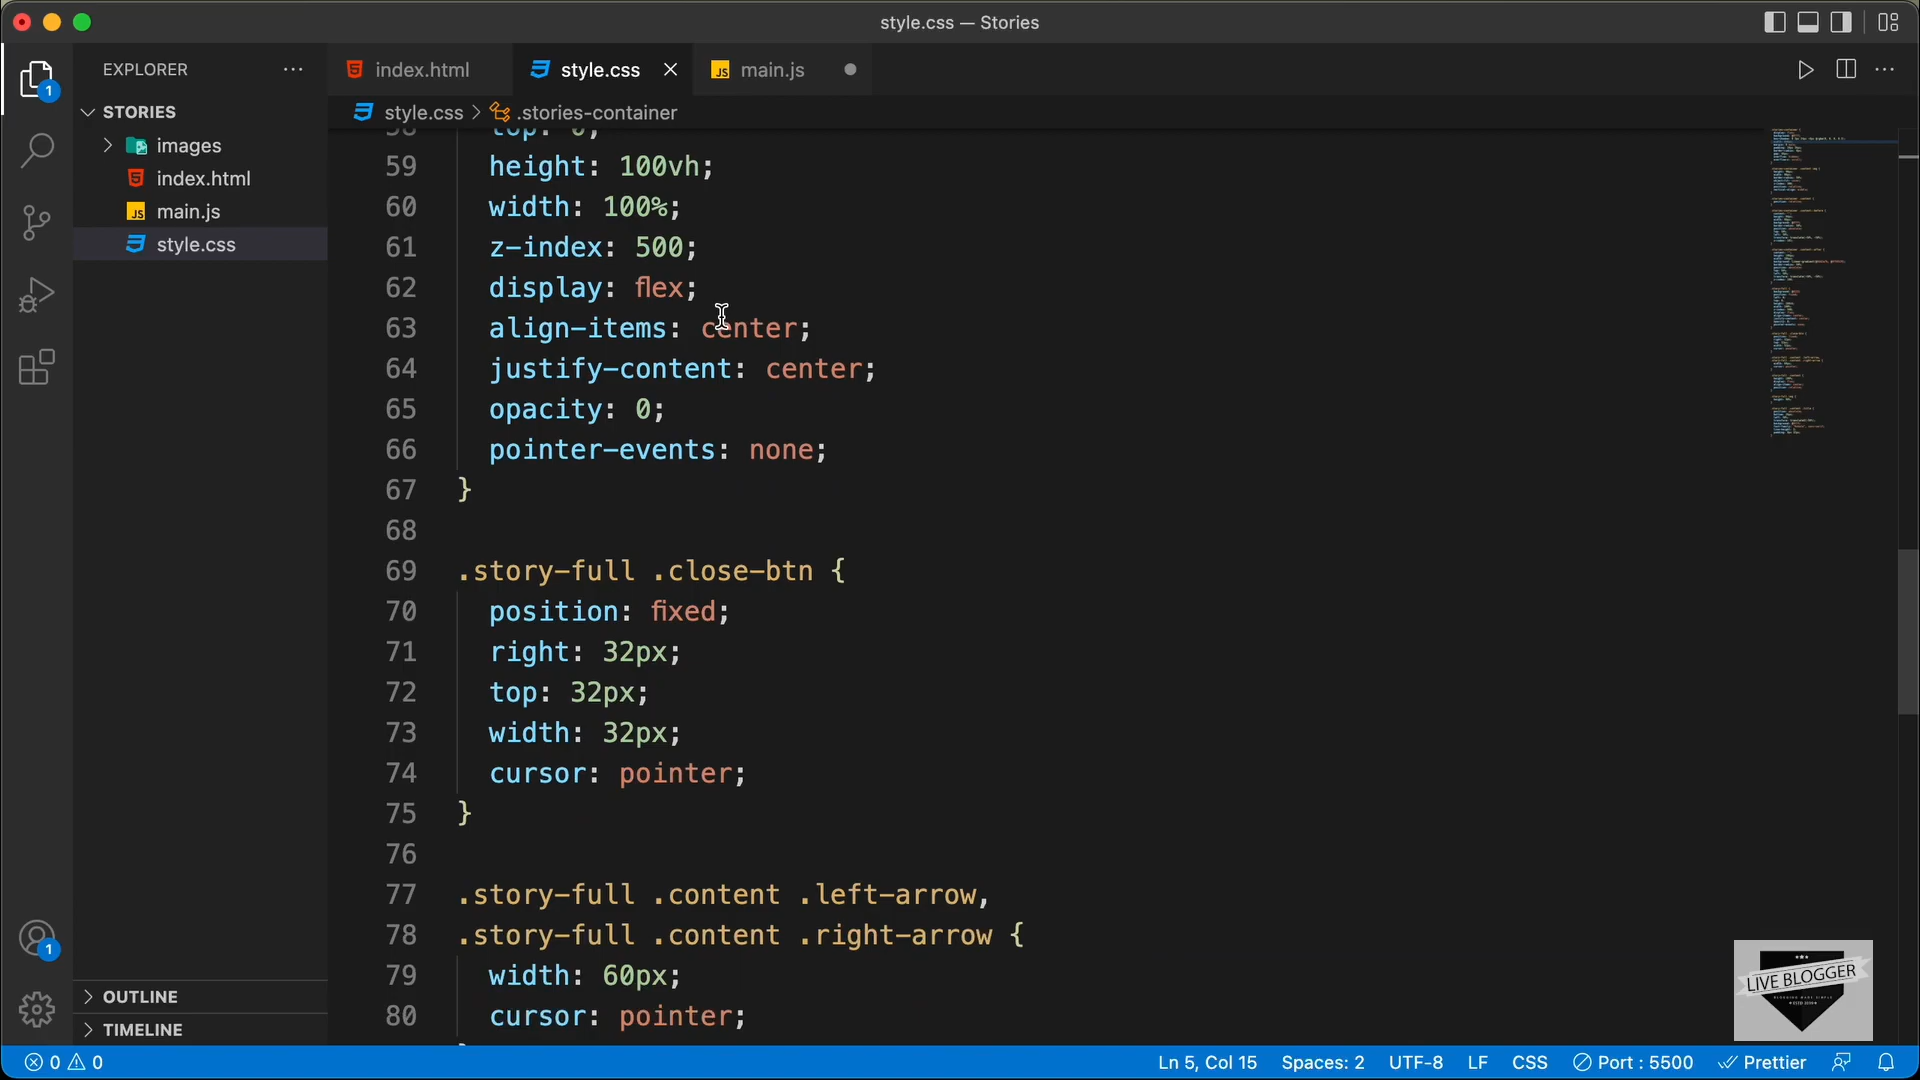 style.css — Stories
EXPLORER
index.html
style.css
main.js
STORIES
style.css > .stories-container
images
index.html
main.js
style.css
58 top: 0;
59 height: 100vh;
60 width: 100%;
61 z-index: 500;
62 display: flex;
63 align-items: center;
64 justify-content: center;
65 opacity: 0;
66 pointer-events: none;
67 }
68
69 .story-full .close-btn {
70 position: fixed;
71 right: 32px;
72 top: 32px;
73 width: 32px;
74 cursor: pointer;
75 }
76
77 .story-full .content .left-arrow,
78 .story-full .content .right-arrow {
79 width: 60px;
80 cursor: pointer;
1
1
OUTLINE
TIMELINE
LIVE BLOGGER
0 0
Ln 5, Col 15
Spaces: 2
UTF-8
LF
CSS
Port : 5500
Prettier